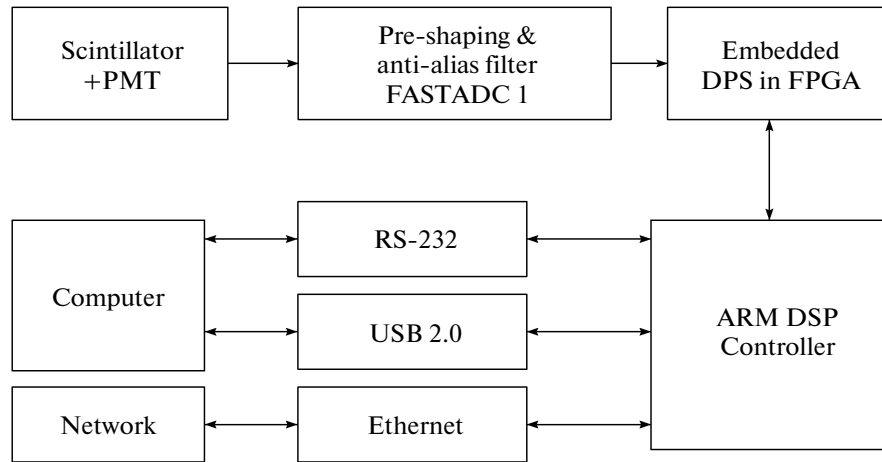 Scintillator
+PMT
Pre-shaping &
anti-alias filter
FASTADC 1
Embedded
DPS in FPGA
RS-232
Computer
USB 2.0
ARM DSP
Controller
Network
Ethernet